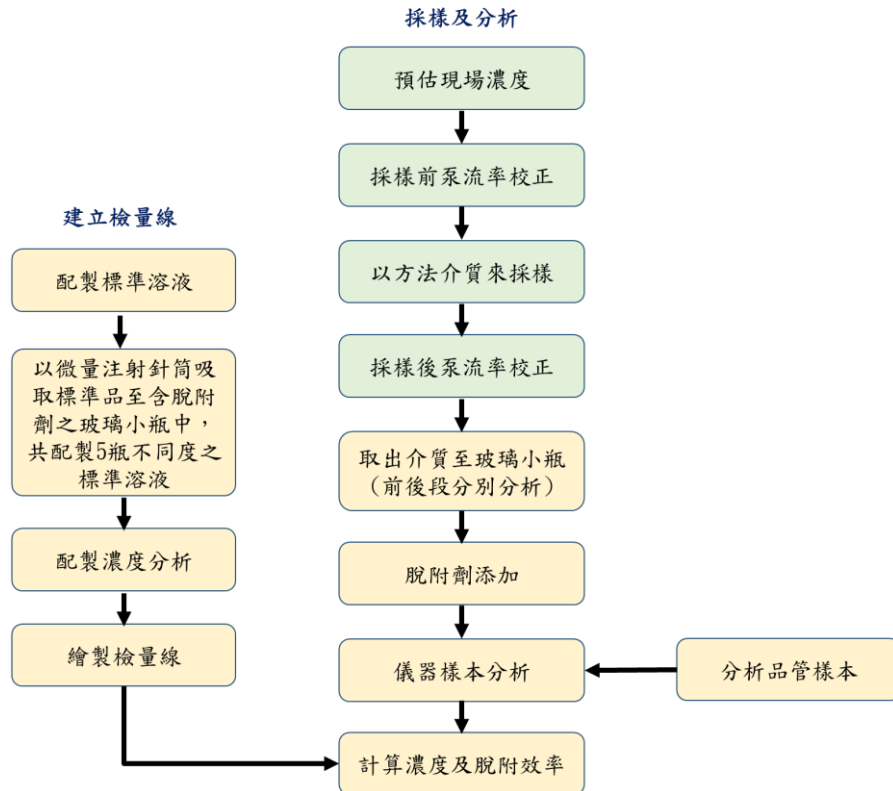 採樣及分析
預估現場濃度
採樣前泵流率校正
以方法介質來採樣
採樣後泵流率校正
取出介質至玻璃小瓶
（前後段分別分析）
脫附劑添加
儀器樣本分析
分析品管樣本
計算濃度及脫附效率
建立檢量線
配製標準溶液
以微量注射針筒吸
取標準品至含脫附
劑之玻璃小瓶中，
共配製5瓶不同度之
標準溶液
配製濃度分析
繪製檢量線